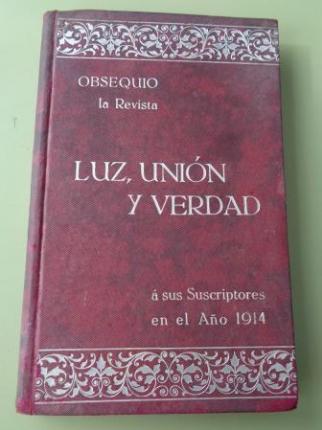 OBSEQUIO
la Revista
LUZ, UNIÓN
Y VERDAD
á sus Suscriptores
en el Año 1914